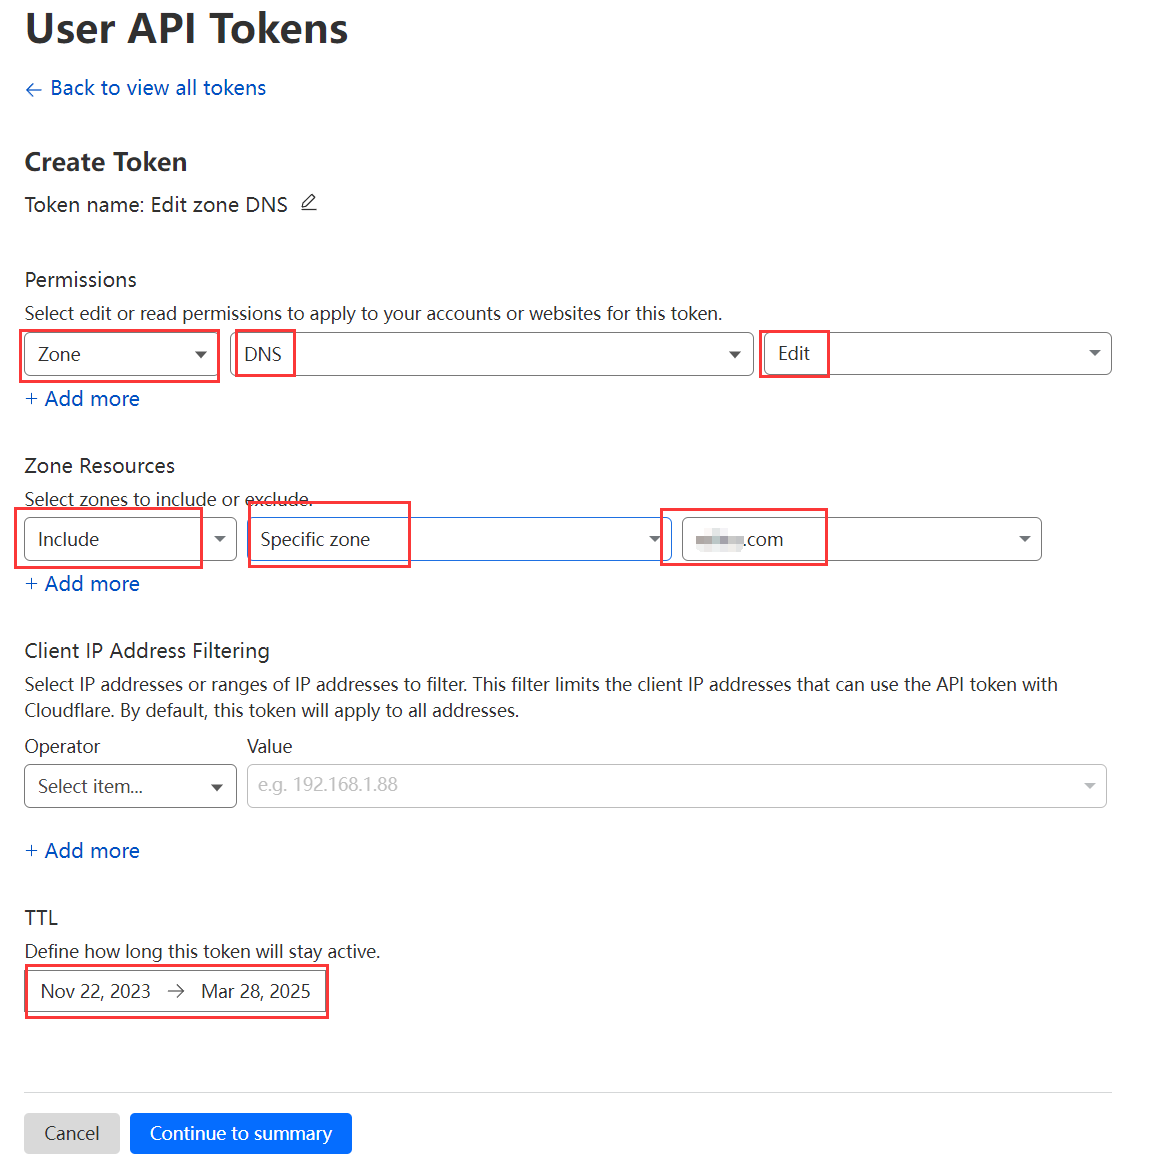 User API Tokens
← Back to view all tokens
Create Token
Token name: Edit zone DNS
Permissions
Select edit or read permissions to apply to your accounts or websites for this token.
Zone DNS Edit
+ Add more
Zone Resources
Select zones to include or exclude.
Include Specific zone .com
+ Add more
Client IP Address Filtering
Select IP addresses or ranges of IP addresses to filter. This filter limits the client IP addresses that can use the API token with
Cloudflare. By default, this token will apply to all addresses.
Operator Value
Select item... e.g. 192.168.1.88
+ Add more
TTL
Define how long this token will stay active.
Nov 22, 2023 → Mar 28, 2025
Cancel Continue to summary